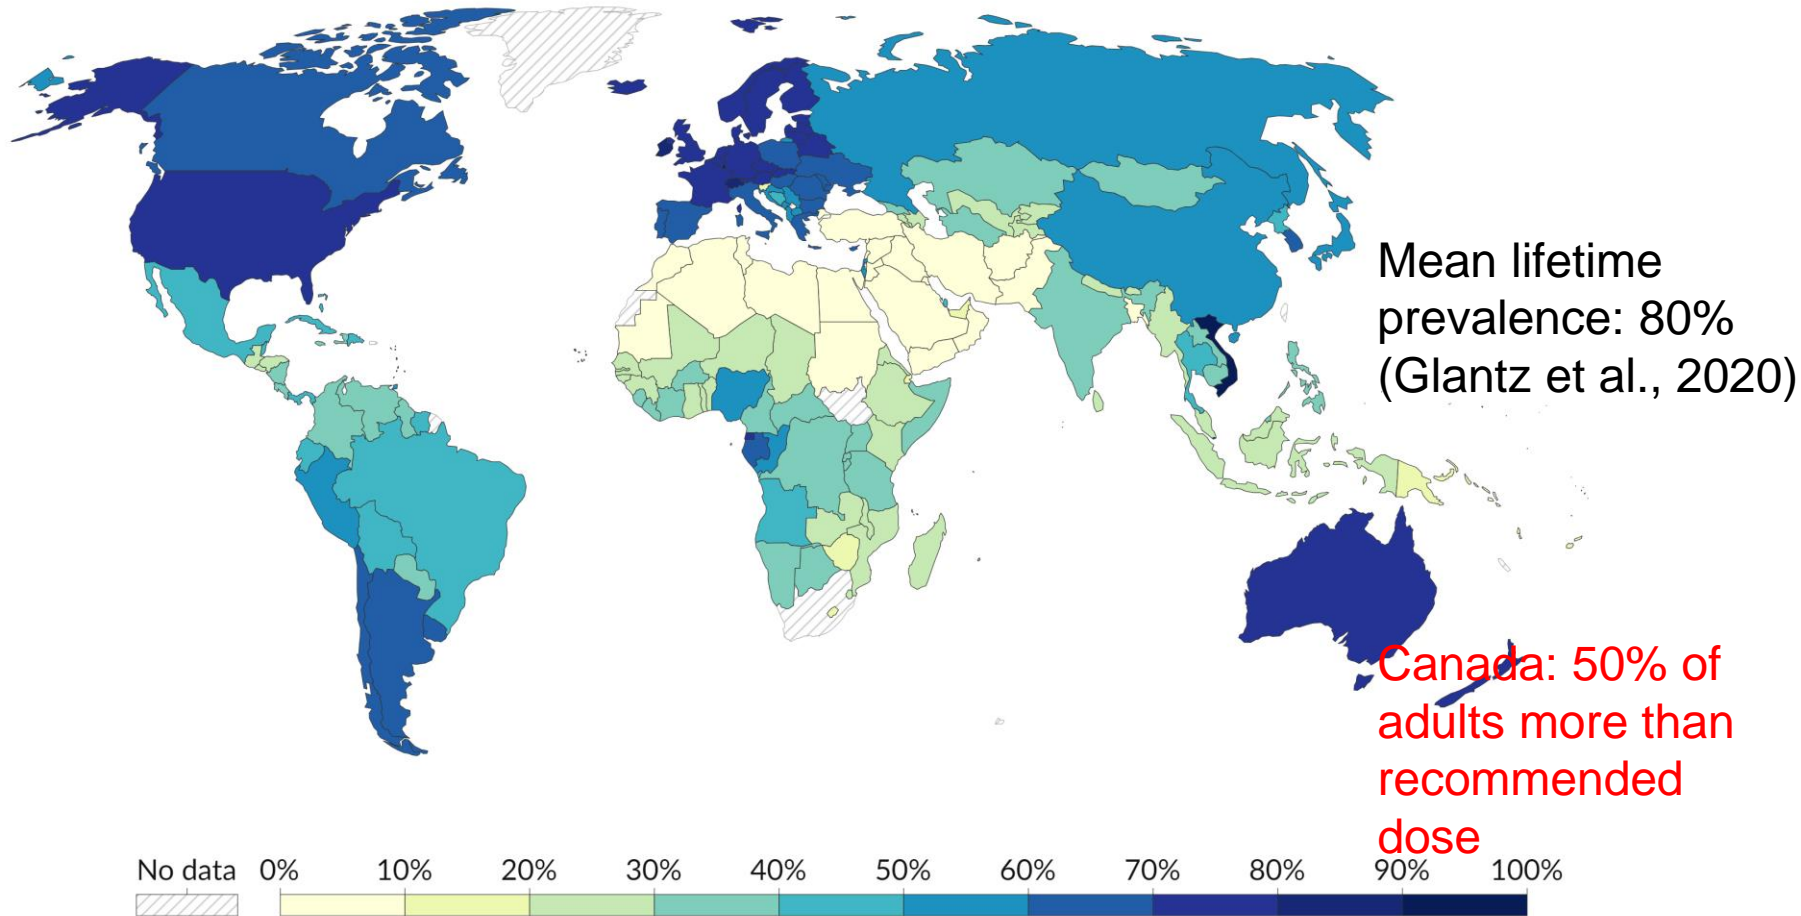 Mean lifetime
prevalence: 80%
(Glantz et al., 2020)
Canada: 50% of
adults more than
recommended
dose
No data 0% 10% 20% 30% 40% 50% 60% 70% 80% 90% 100%